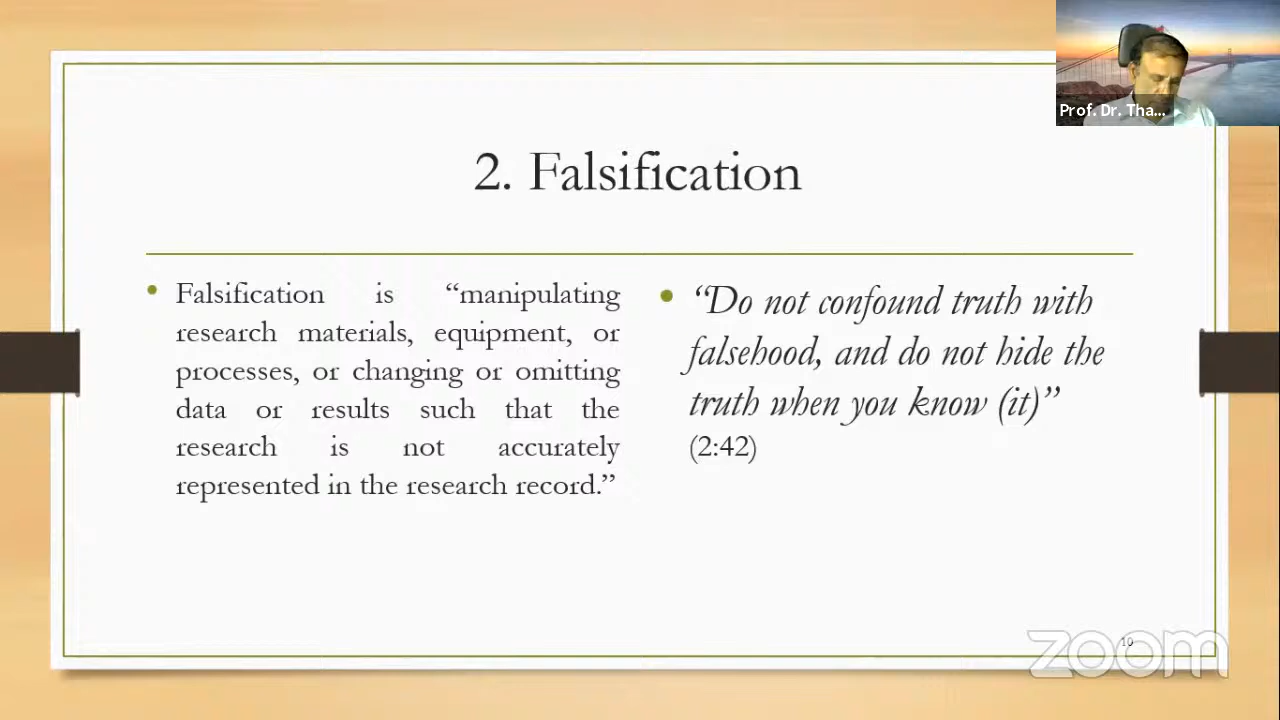 Prof. Dr. Tha...
2. Falsification
• Falsification is “manipulating
research materials, equipment, or
processes, or changing or omitting
data or results such that the
research is not accurately
represented in the research record.”
• “Do not confound truth with
falsehood, and do not hide the
truth when you know (it)”
(2:42)
10
zoom